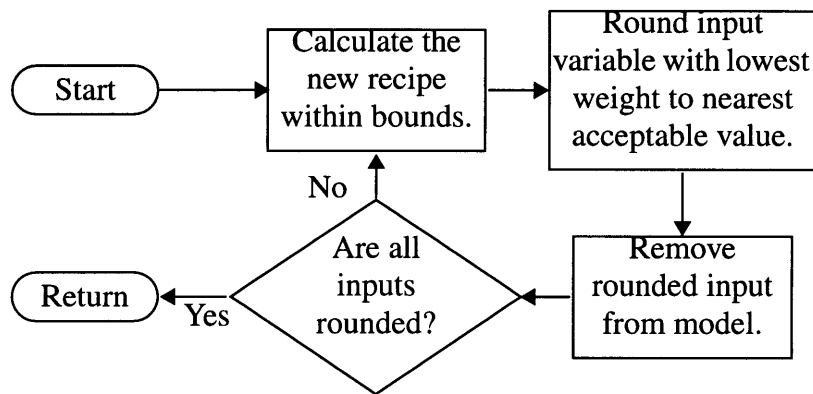 Start
Calculate the
new recipe
within bounds.
Round input
variable with lowest
weight to nearest
acceptable value.
Remove
rounded input
from model.
Are all
inputs
rounded?
No
Yes
Return